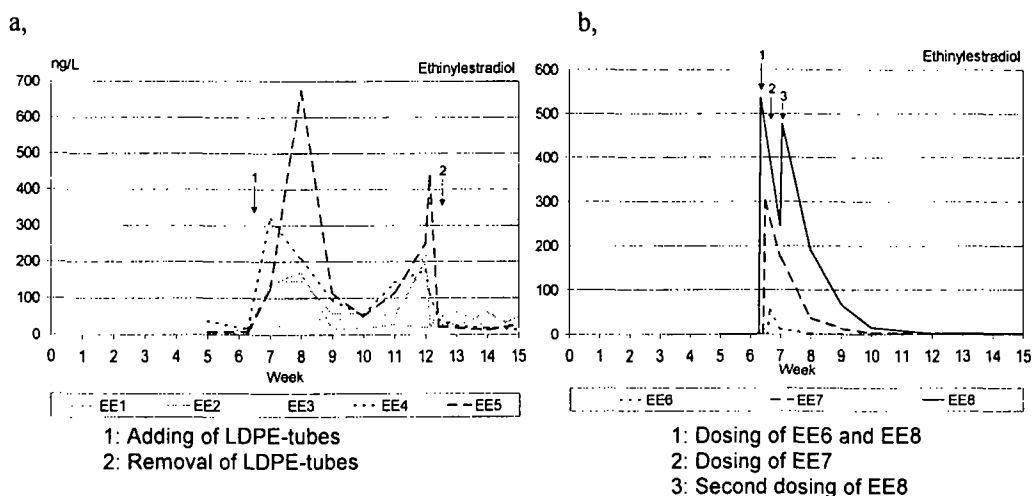 a,
ng/L
Ethinylestradiol
700
600
500
400
300
200
100
0
1
2
0 1 2 3 4 5 6 7 8 9 10 11 12 13 14 15
Week
EE1 EE2 EE3 EE4 EE5
1: Adding of LDPE-tubes
2: Removal of LDPE-tubes
b,
Ethinylestradiol
600
500
400
300
200
100
0
1
2
3
0 1 2 3 4 5 6 7 8 9 10 11 12 13 14 15
Week
EE6 EE7 EE8
1: Dosing of EE6 and EE8
2: Dosing of EE7
3: Second dosing of EE8